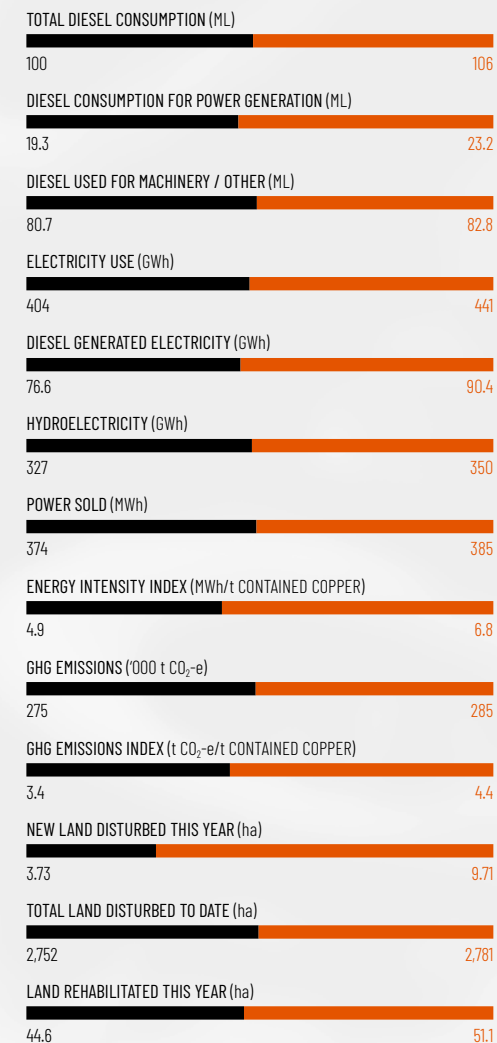 TOTAL DIESEL CONSUMPTION (ML)
100 106
DIESEL CONSUMPTION FOR POWER GENERATION (ML)
19.3 23.2
DIESEL USED FOR MACHINERY / OTHER (ML)
80.7 82.8
ELECTRICITY USE (GWh)
404 441
DIESEL GENERATED ELECTRICITY (GWh)
76.6 90.4
HYDROELECTRICITY (GWh)
327 350
POWER SOLD (MWh)
374 385
ENERGY INTENSITY INDEX (MWh/t CONTAINED COPPER)
4.9 6.8
GHG EMISSIONS ('000 t CO₂-e)
275 285
GHG EMISSIONS INDEX (t CO₂-e/t CONTAINED COPPER)
3.4 4.4
NEW LAND DISTURBED THIS YEAR (ha)
3.73 9.71
TOTAL LAND DISTURBED TO DATE (ha)
2,752 2,781
LAND REHABILITATED THIS YEAR (ha)
44.6 51.1